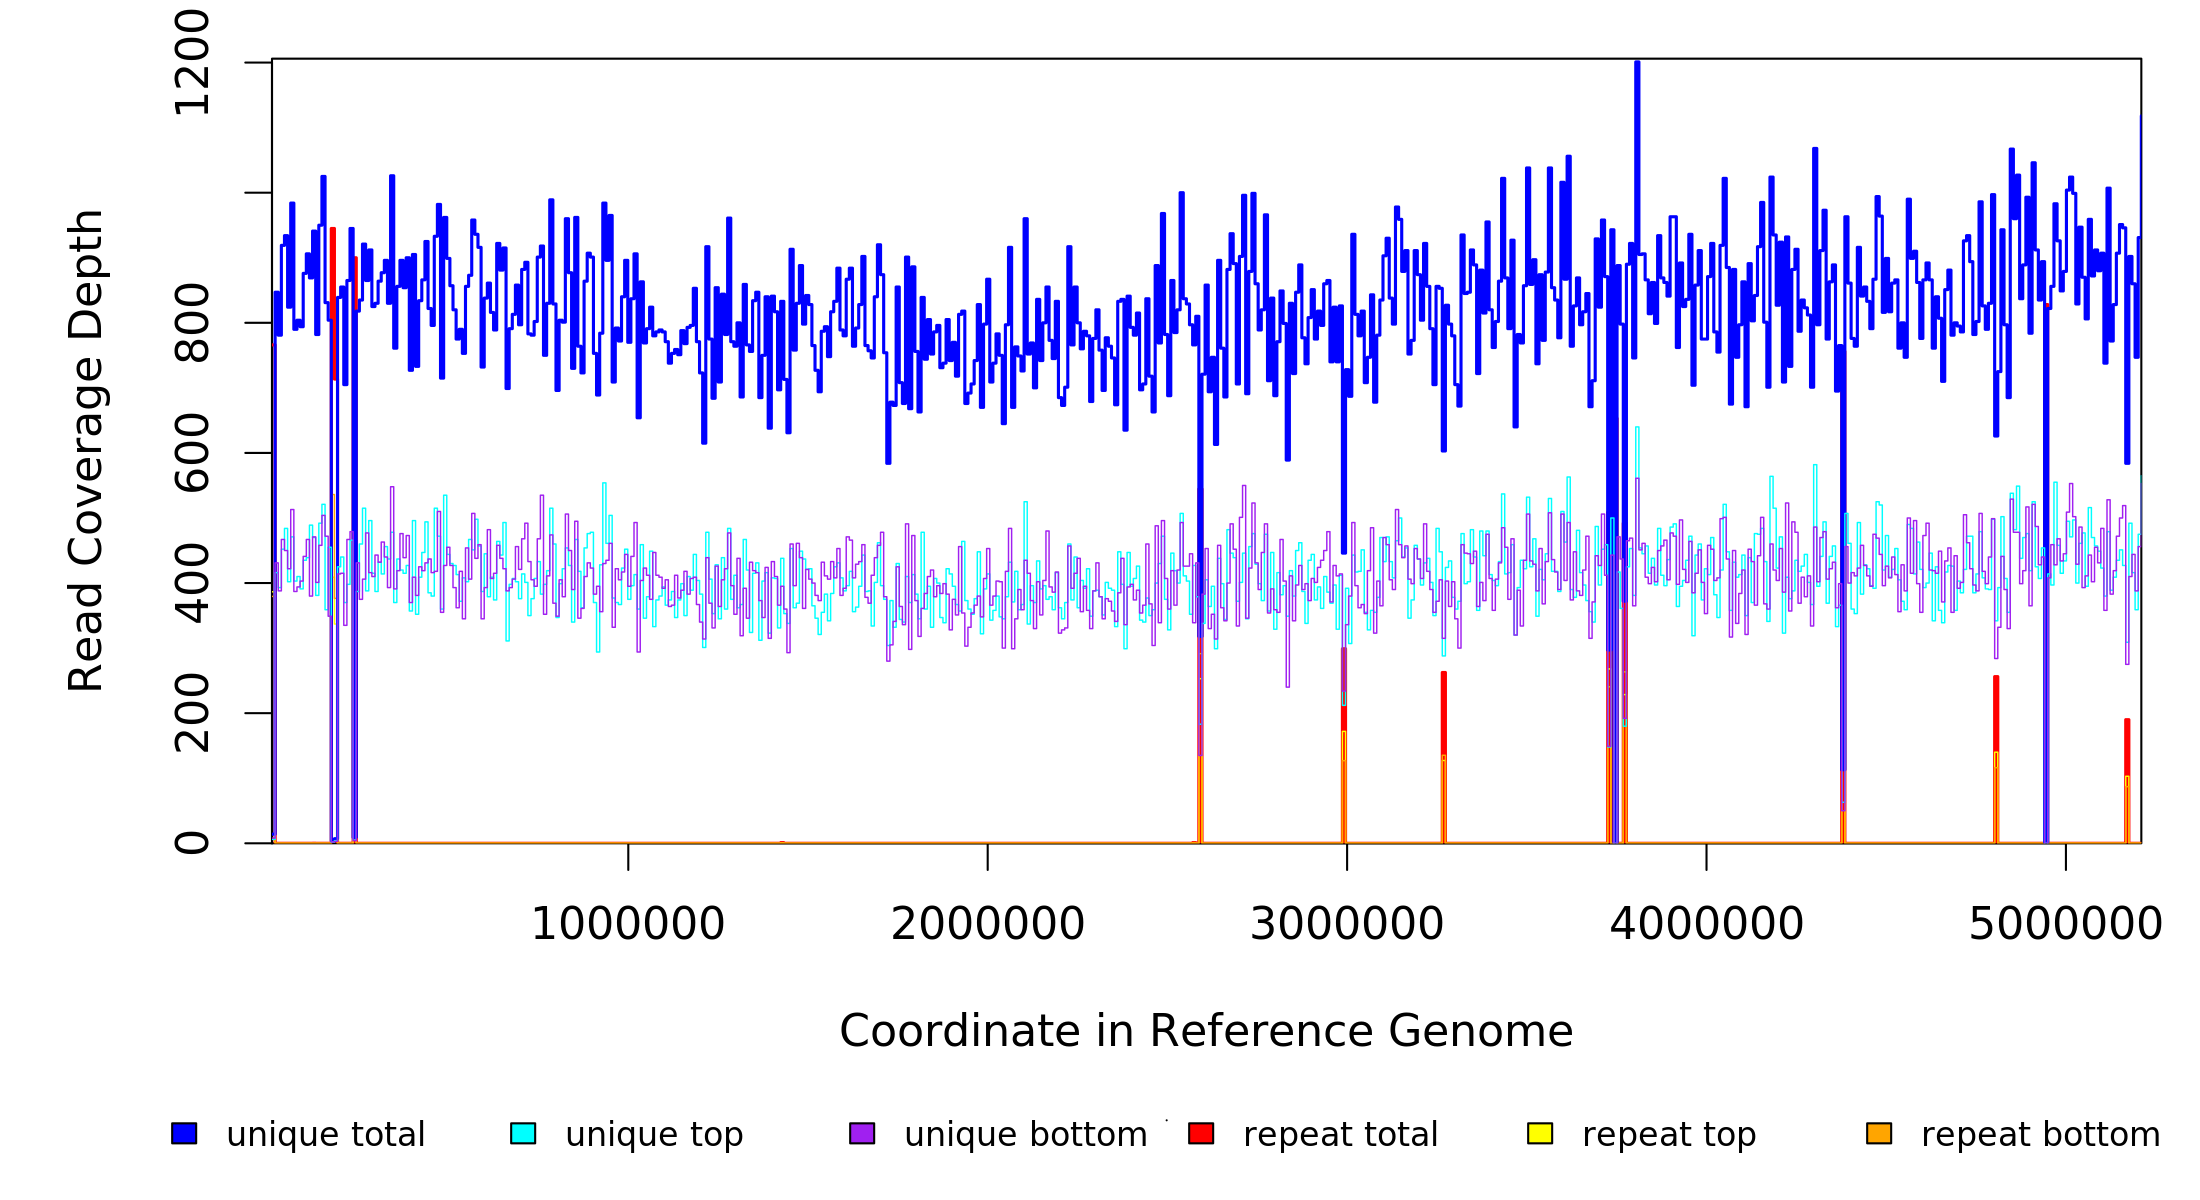 1200
800
600
400
200
0
Read Coverage Depth
1000000 2000000 3000000 4000000 5000000
Coordinate in Reference Genome
unique total unique top unique bottom repeat total repeat top repeat bottom